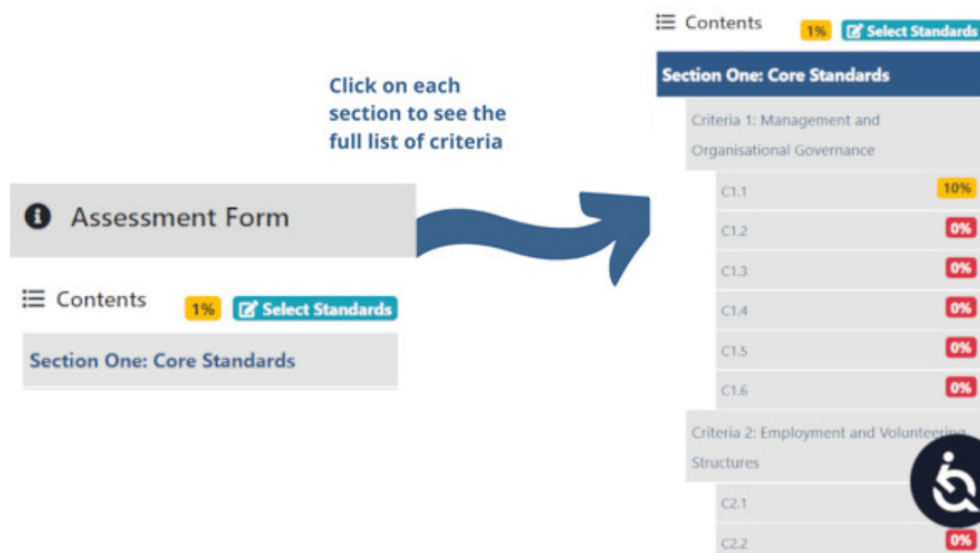 Contents
1%
Select Standards
Section One: Core Standards
Criteria 1: Management and
Organisational Governance
C1.1 10%
C1.2 0%
C1.3 0%
C1.4 0%
C1.5 0%
C1.6 0%
Criteria 2: Employment and Volunteering
Structures
C2.1
C2.2 0%
Click on each
section to see the
full list of criteria
Assessment Form
Contents
1%
Select Standards
Section One: Core Standards